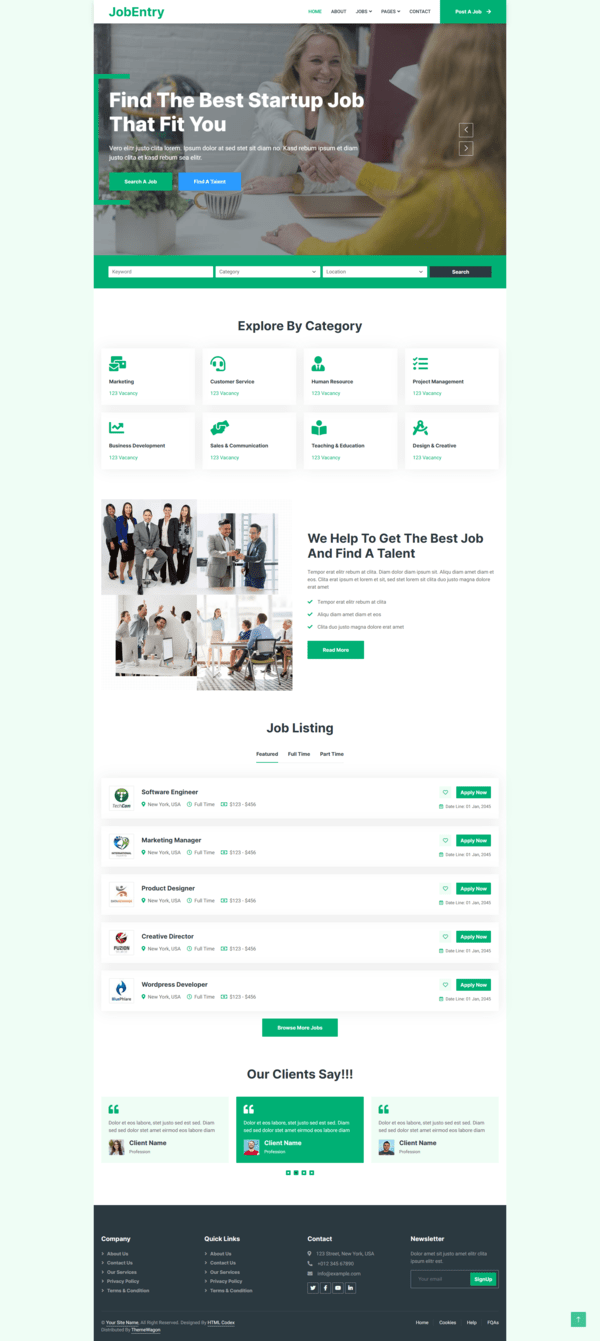 JobEntry
HOME ABOUT JOBS PAGES CONTACT Post A Job
Find The Best Startup Job
That Fit You
Vero elitr justo clita lorem. Ipsum dolor at sed stet sit diam no. Kasd rebum ipsum et diam
justo clita et kasd rebum sea elitr.
Search A Job Find A Talent
Keyword Category Location Search
Explore By Category
Marketing
123 Vacancy
Customer Service
123 Vacancy
Human Resource
123 Vacancy
Project Management
123 Vacancy
Business Development
123 Vacancy
Sales & Communication
123 Vacancy
Teaching & Education
123 Vacancy
Design & Creative
123 Vacancy
We Help To Get The Best Job
And Find A Talent
Tempor erat elitr rebum at clita. Diam dolor diam ipsum sit. Aliqu diam amet diam et
eos. Clita erat ipsum et lorem et sit, sed stet lorem sit clita duo justo magna dolore
erat amet
Tempor erat elitr rebum at clita
Aliqu diam amet diam et eos
Clita duo justo magna dolore erat amet
Read More
Job Listing
Featured Full Time Part Time
TechCon
Software Engineer
New York, USA Full Time $123 - $456
Apply Now
Date Line: 01 Jan, 2045
Marketing Manager
New York, USA Full Time $123 - $456
Apply Now
Date Line: 01 Jan, 2045
Product Designer
New York, USA Full Time $123 - $456
Apply Now
Date Line: 01 Jan, 2045
Creative Director
New York, USA Full Time $123 - $456
Apply Now
Date Line: 01 Jan, 2045
Wordpress Developer
New York, USA Full Time $123 - $456
Apply Now
Date Line: 01 Jan, 2045
Browse More Jobs
Our Clients Say!!!
Dolor et eos labore, stet justo sed est sed. Diam
sed sed dolor stet amet eirmod eos labore diam
Client Name
Profession
Dolor et eos labore, stet justo sed est sed. Diam
sed sed dolor stet amet eirmod eos labore diam
Client Name
Profession
Dolor et eos labore, stet justo sed est sed. Diam
sed sed dolor stet amet eirmod eos labore diam
Client Name
Profession
Company
About Us
Contact Us
Our Services
Privacy Policy
Terms & Condition
Quick Links
About Us
Contact Us
Our Services
Privacy Policy
Terms & Condition
Contact
123 Street, New York, USA
+012 345 67890
info@example.com
Newsletter
Dolor amet sit justo amet elitr clita
ipsum elitr est.
Your email SignUp
© Your Site Name, All Right Reserved. Designed By HTML Codex
Distributed By ThemeWagon
Home Cookies Help FQAs